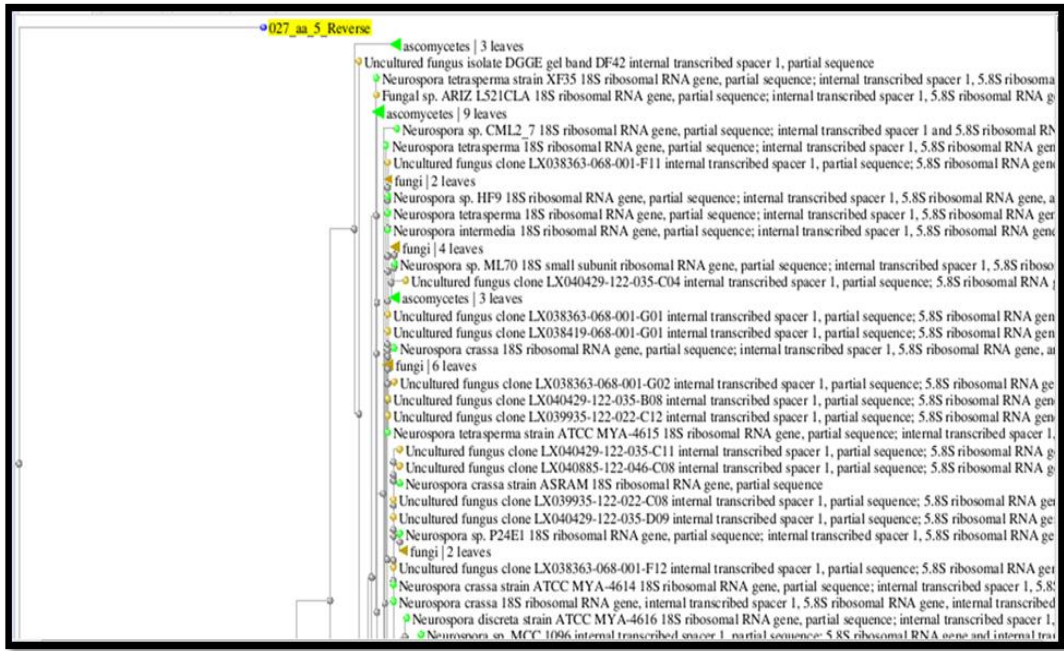 027_aa_5_Reverse
ascomycetes | 3 leaves
Uncultured fungus isolate DGGE gel band DF42 internal transcribed spacer 1, partial sequence
Neurospora tetrasperma strain XF35 18S ribosomal RNA gene, partial sequence; internal transcribed spacer 1, 5.8S ribosoma
Fungal sp. ARIZ L521CLA 18S ribosomal RNA gene, partial sequence; internal transcribed spacer 1, 5.8S ribosomal RNA g
ascomycetes | 9 leaves
Neurospora sp. CML2_7 18S ribosomal RNA gene, partial sequence; internal transcribed spacer 1 and 5.8S ribosomal RN
Neurospora tetrasperma 18S ribosomal RNA gene, partial sequence; internal transcribed spacer 1, 5.8S ribosomal RNA gen
Uncultured fungus clone LX038363-068-001-F11 internal transcribed spacer 1, partial sequence; 5.8S ribosomal RNA gen
fungi | 2 leaves
Neurospora sp. HF9 18S ribosomal RNA gene, partial sequence; internal transcribed spacer 1, 5.8S ribosomal RNA gene, a
Neurospora tetrasperma 18S ribosomal RNA gene, partial sequence; internal transcribed spacer 1, 5.8S ribosomal RNA ger
Neurospora intermedia 18S ribosomal RNA gene, partial sequence; internal transcribed spacer 1, 5.8S ribosomal RNA gene
fungi | 4 leaves
Neurospora sp. ML70 18S small subunit ribosomal RNA gene, partial sequence; internal transcribed spacer 1, 5.8S riboso
Uncultured fungus clone LX040429-122-035-C04 internal transcribed spacer 1, partial sequence; 5.8S ribosomal RNA
ascomycetes | 3 leaves
Uncultured fungus clone LX038363-068-001-G01 internal transcribed spacer 1, partial sequence; 5.8S ribosomal RNA gen
Uncultured fungus clone LX038419-068-001-G01 internal transcribed spacer 1, partial sequence; 5.8S ribosomal RNA gen
Neurospora crassa 18S ribosomal RNA gene, partial sequence; internal transcribed spacer 1, 5.8S ribosomal RNA gene, a
fungi | 6 leaves
Uncultured fungus clone LX038363-068-001-G02 internal transcribed spacer 1, partial sequence; 5.8S ribosomal RNA ge
Uncultured fungus clone LX040429-122-035-B08 internal transcribed spacer 1, partial sequence; 5.8S ribosomal RNA gen
Uncultured fungus clone LX039935-122-022-C12 internal transcribed spacer 1, partial sequence; 5.8S ribosomal RNA gen
Neurospora tetrasperma strain ATCC MYA-4615 18S ribosomal RNA gene, partial sequence; internal transcribed spacer 1,
Uncultured fungus clone LX040429-122-035-C11 internal transcribed spacer 1, partial sequence; 5.8S ribosomal RNA g
Uncultured fungus clone LX040885-122-046-C08 internal transcribed spacer 1, partial sequence; 5.8S ribosomal RNA g
Neurospora crassa strain ASRAM 18S ribosomal RNA gene, partial sequence
Uncultured fungus clone LX039935-122-022-C08 internal transcribed spacer 1, partial sequence; 5.8S ribosomal RNA ge
Uncultured fungus clone LX040429-122-035-D09 internal transcribed spacer 1, partial sequence; 5.8S ribosomal RNA ge
Neurospora sp. P24E1 18S ribosomal RNA gene, partial sequence; internal transcribed spacer 1, 5.8S ribosomal RNA ge
fungi | 2 leaves
Uncultured fungus clone LX038363-068-001-F12 internal transcribed spacer 1, partial sequence; 5.8S ribosomal RNA ger
Neurospora crassa strain ATCC MYA-4614 18S ribosomal RNA gene, partial sequence; internal transcribed spacer 1, 5.8
Neurospora crassa 18S ribosomal RNA gene, internal transcribed spacer 1, 5.8S ribosomal RNA gene, internal transcribed
Neurospora discreta strain ATCC MYA-4616 18S ribosomal RNA gene, partial sequence; internal transcribed spacer 1,
Neurospora sp. MCC 1096 internal transcribed spacer 1, partial sequence; 5.8S ribosomal RNA gene and internal tra